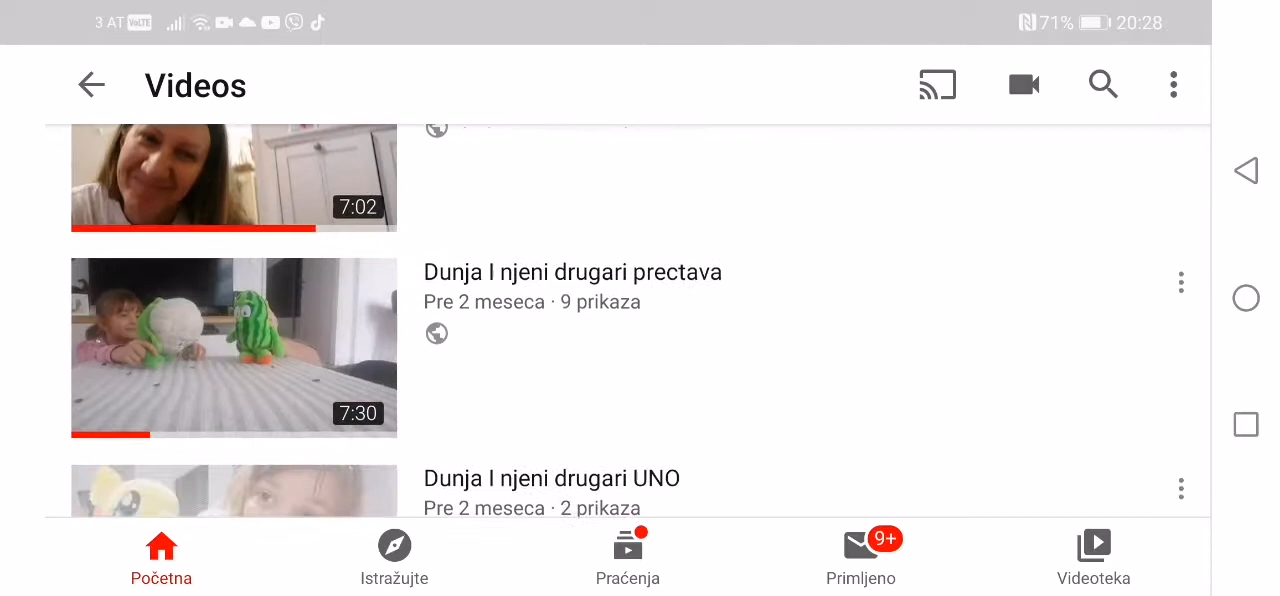 3 AT VoLTE 71% 20:28
Videos
7:02
Dunja I njeni drugari prectava
Pre 2 meseca · 9 prikaza
7:30
Dunja I njeni drugari UNO
Pre 2 meseca · 2 prikaza
9+
Početna Istražujte Praćenja Primljeno Videoteka